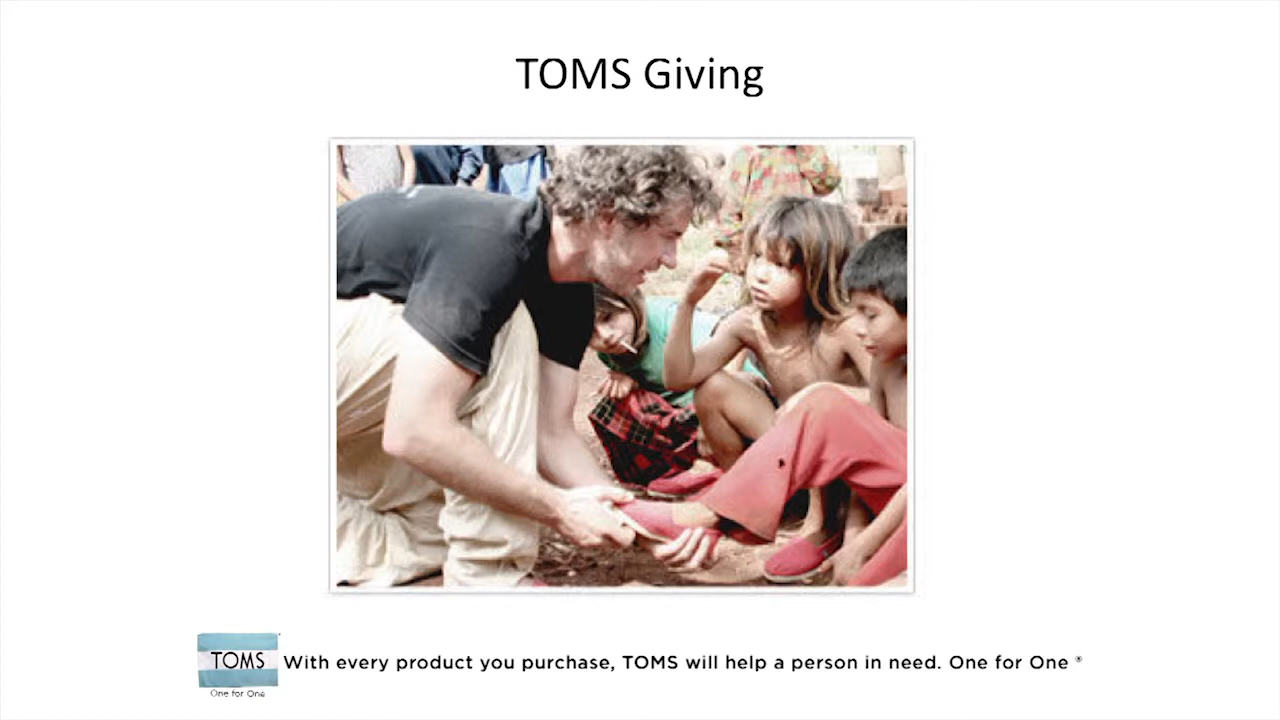 TOMS Giving
TOMS
One for One
With every product you purchase, TOMS will help a person in need. One for One ®